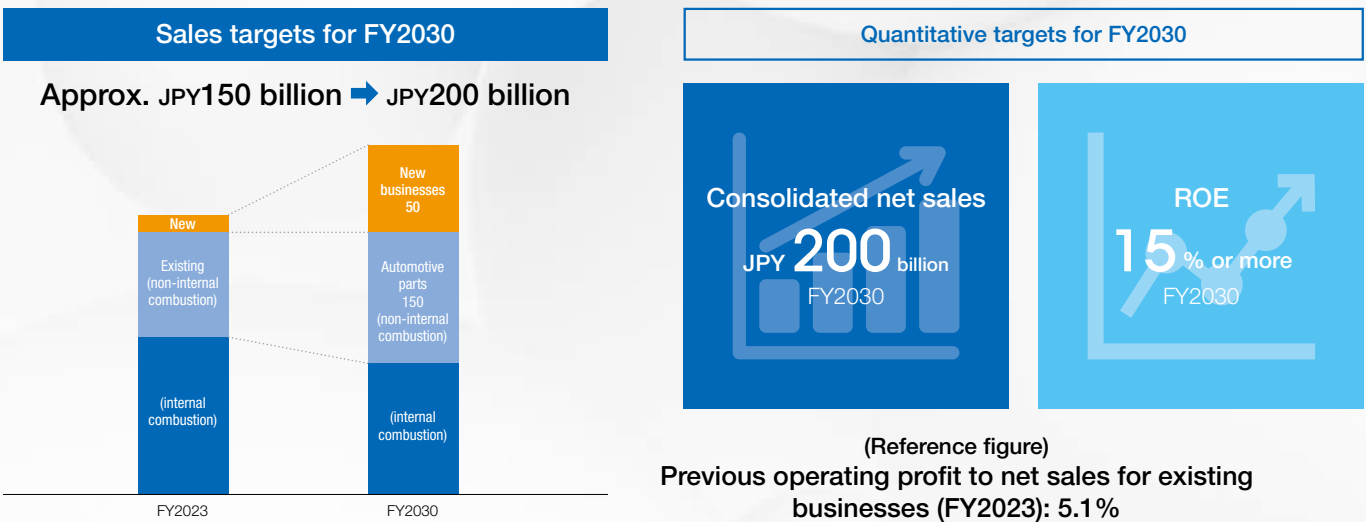 Sales targets for FY2030
Approx. JPY150 billion ➡ JPY200 billion
New
Existing
(non-internal
combustion)
(internal
combustion)
FY2023
New
businesses
50
Automotive
parts
150
(non-internal
combustion)
(internal
combustion)
FY2030
Quantitative targets for FY2030
Consolidated net sales
JPY 200 billion
FY2030
ROE
15 % or more
FY2030
(Reference figure)
Previous operating profit to net sales for existing
businesses (FY2023): 5.1%